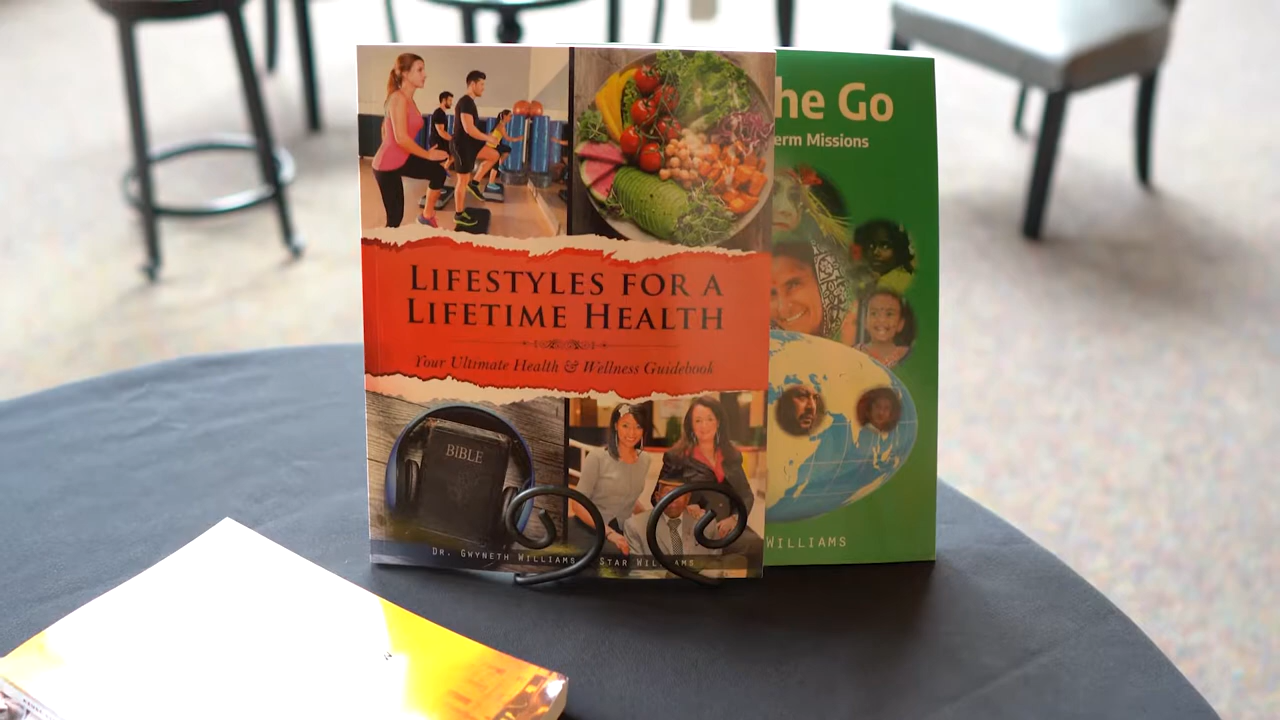 LIFESTYLES FOR A
LIFETIME HEALTH
Your Ultimate Health & Wellness Guidebook
BIBLE
DR. GWYNETH WILLIAMS
STAR WILLIAMS
he Go
erm Missions
WILLIAMS